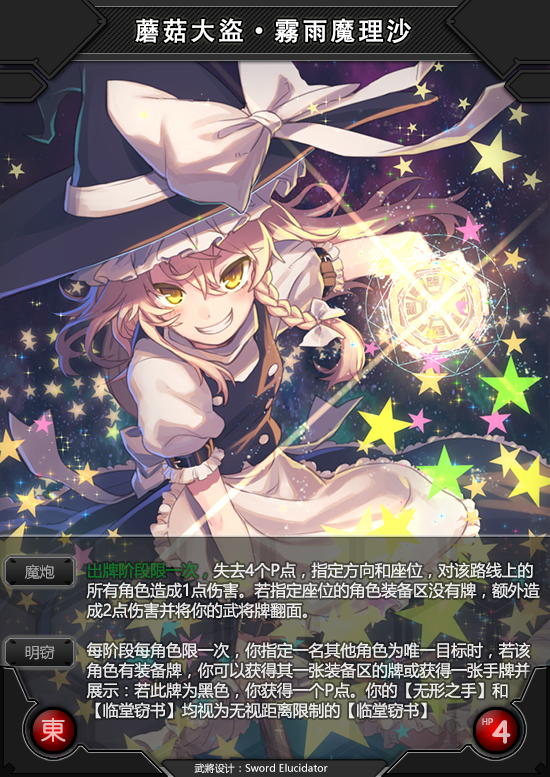 蘑菇大盗·霧雨魔理沙
魔炮
出牌阶段限一次，失去4个P点，指定方向和座位，对该路线上的
所有角色造成1点伤害。若指定座位的角色装备区没有牌，额外造
成2点伤害并将你的武将牌翻面。
明窃
每阶段每角色限一次，你指定一名其他角色为唯一目标时，若该
角色有装备牌，你可以获得其一张装备区的牌或获得一张手牌并
展示：若此牌为黑色，你获得一个P点。你的【无形之手】和
【临堂窃书】均视为无视距离限制的【临堂窃书】
東
HP 4
武將设计：Sword Elucidator